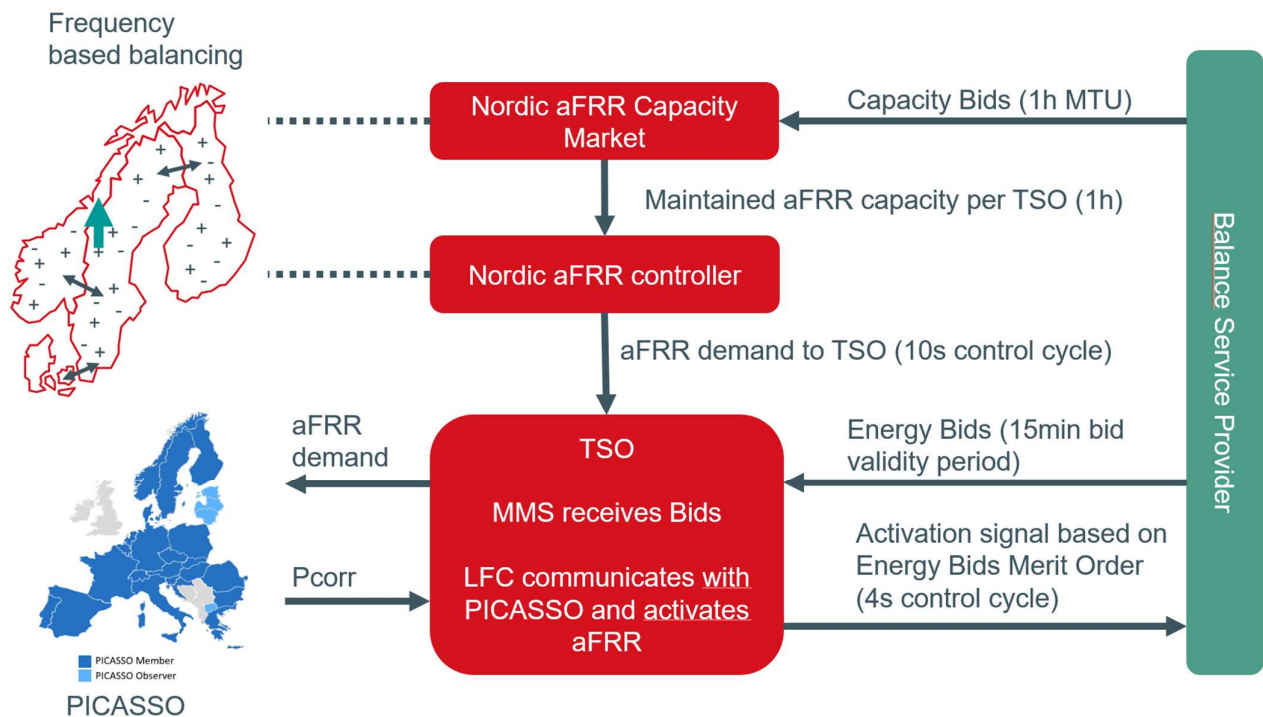 Frequency
based balancing
Nordic aFRR Capacity
Market
Capacity Bids (1h MTU)
Maintained aFRR capacity per TSO (1h)
Nordic aFRR controller
aFRR demand to TSO (10s control cycle)
aFRR
demand
TSO
MMS receives Bids
LFC communicates with
PICASSO and activates
aFRR
Pcorr
Energy Bids (15min bid
validity period)
Activation signal based on
Energy Bids Merit Order
(4s control cycle)
Balance Service Provider
PICASSO Member
PICASSO Observer
PICASSO